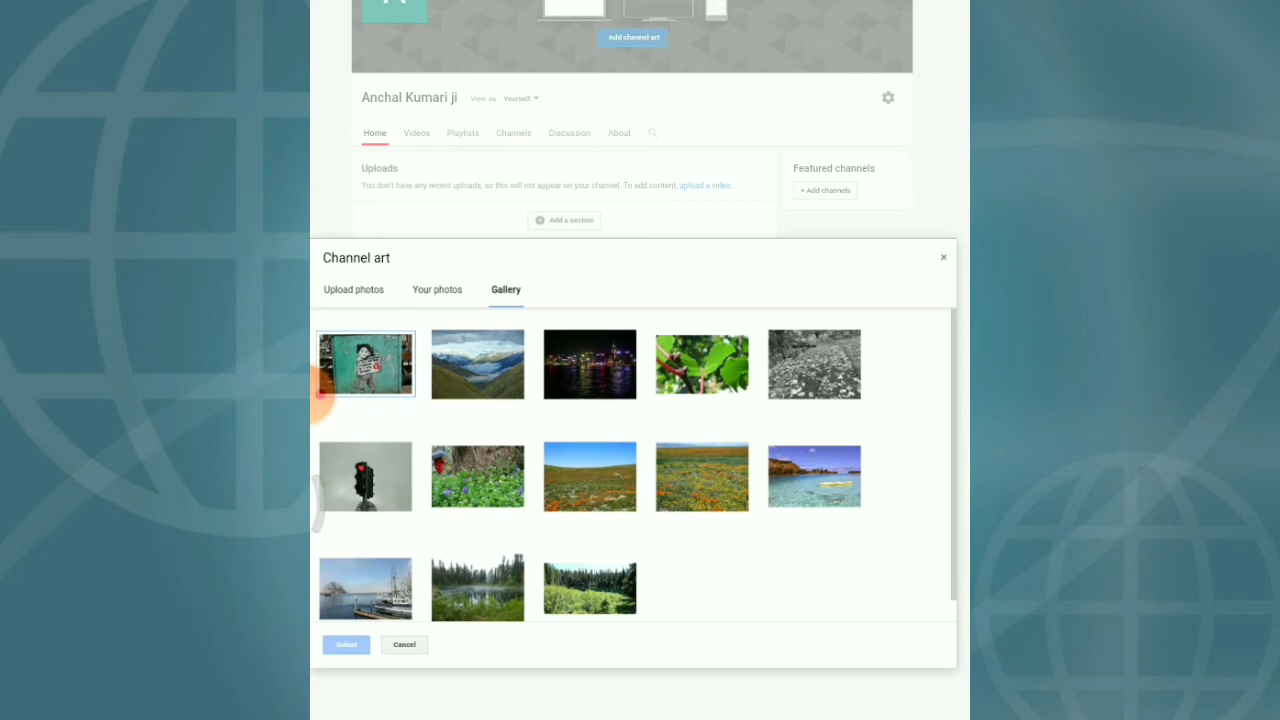 A
Add channel art
Anchal Kumari ji View as: Yourself
Home Videos Playlists Channels Discussion About
Uploads
You don't have any recent uploads, so this will not appear on your channel. To add content, upload a video.
Add a section
Featured channels
+ Add channels
Channel art ×
Upload photos Your photos Gallery
Select Cancel